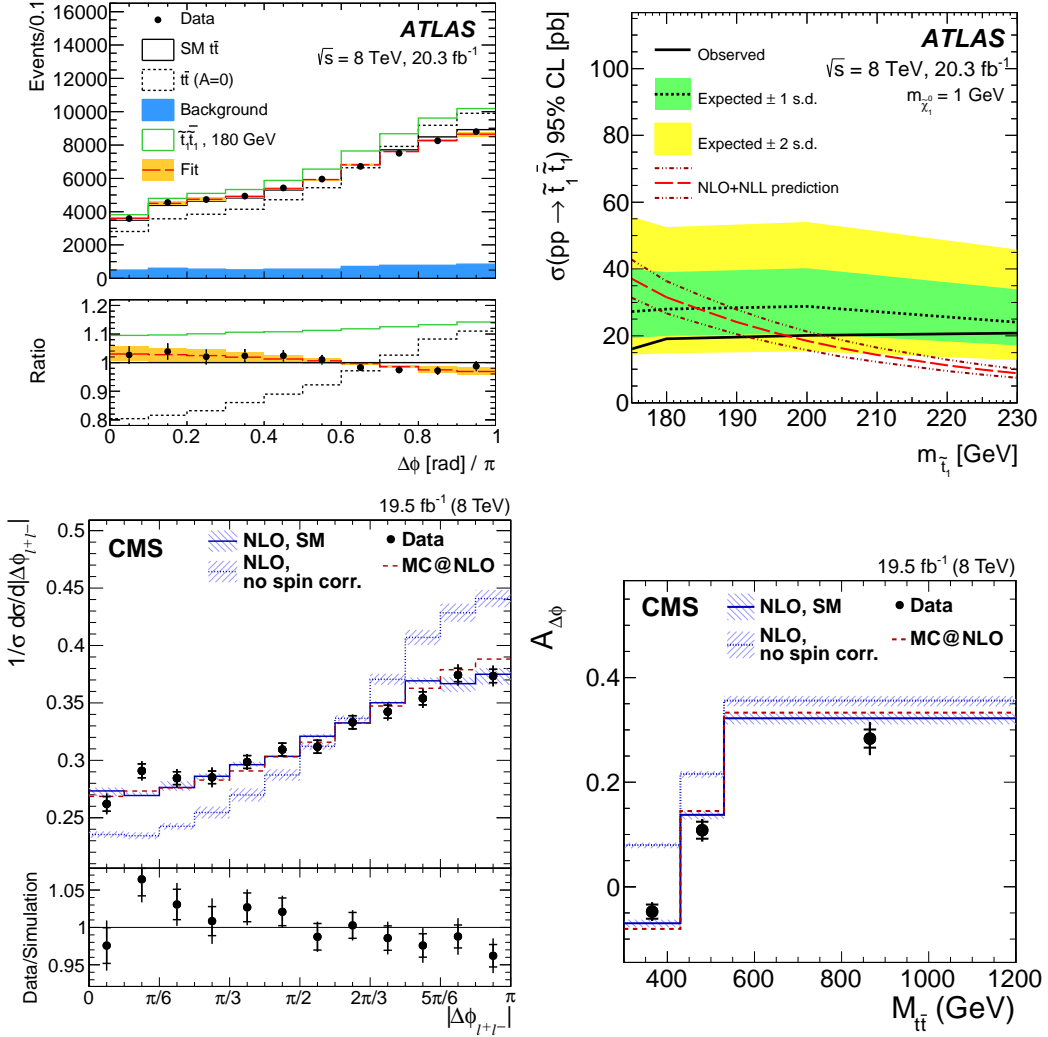 Events/0.1
16000
14000
12000
10000
8000
6000
4000
2000
0
Data
SM tt̄
tt̄ (A=0)
Background
t̃₁t̃̄₁ , 180 GeV
Fit
ATLAS
√s = 8 TeV, 20.3 fb⁻¹
Ratio
1.2
1.1
1
0.9
0.8
0 0.2 0.4 0.6 0.8 1
Δϕ [rad] / π
σ(pp → t̃₁ t̃̄₁) 95% CL [pb]
100
80
60
40
20
0
ATLAS
√s = 8 TeV, 20.3 fb⁻¹
m_χ̃₁⁰ = 1 GeV
Observed
Expected ± 1 s.d.
Expected ± 2 s.d.
NLO+NLL prediction
180 190 200 210 220 230
m_t̃₁ [GeV]
19.5 fb⁻¹ (8 TeV)
1/σ dσ/d|Δϕ_l⁺l⁻|
0.5
0.45
0.4
0.35
0.3
0.25
CMS
NLO, SM
NLO,
no spin corr.
Data
MC@NLO
Data/Simulation
1.05
1
0.95
0 π/6 π/3 π/2 2π/3 5π/6 π
|Δϕ_l⁺l⁻|
19.5 fb⁻¹ (8 TeV)
A_Δϕ
0.4
0.2
0
CMS
NLO, SM
NLO,
no spin corr.
Data
MC@NLO
400 600 800 1000 1200
M_tt̄ (GeV)